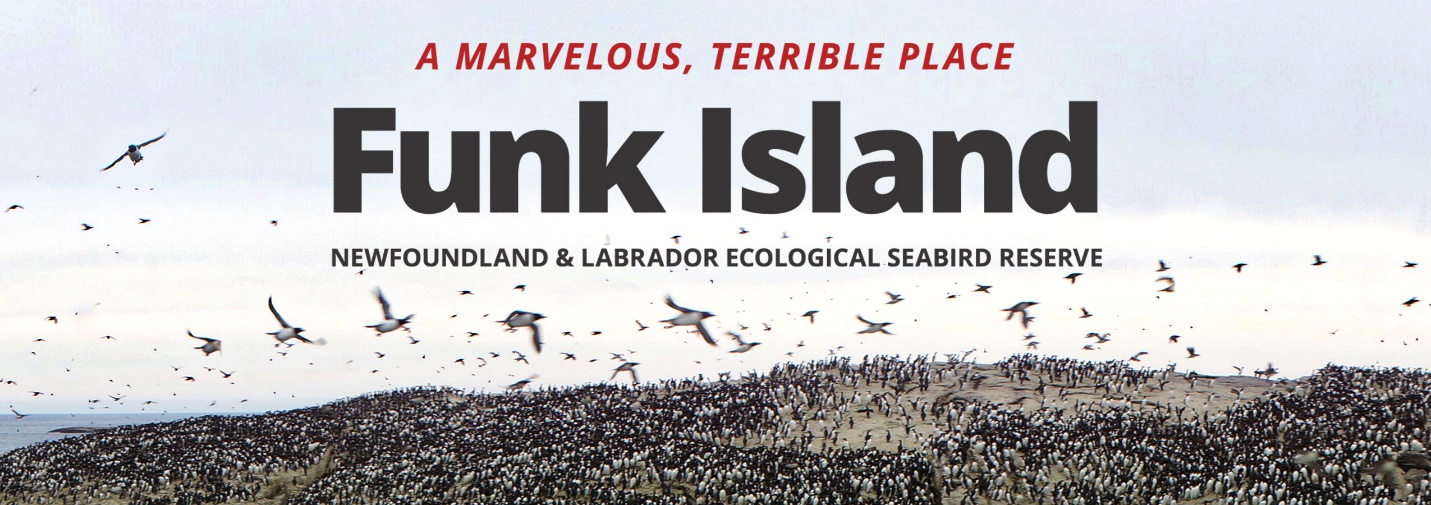 A MARVELOUS, TERRIBLE PLACE
Funk Island
NEWFOUNDLAND & LABRADOR ECOLOGICAL SEABIRD RESERVE